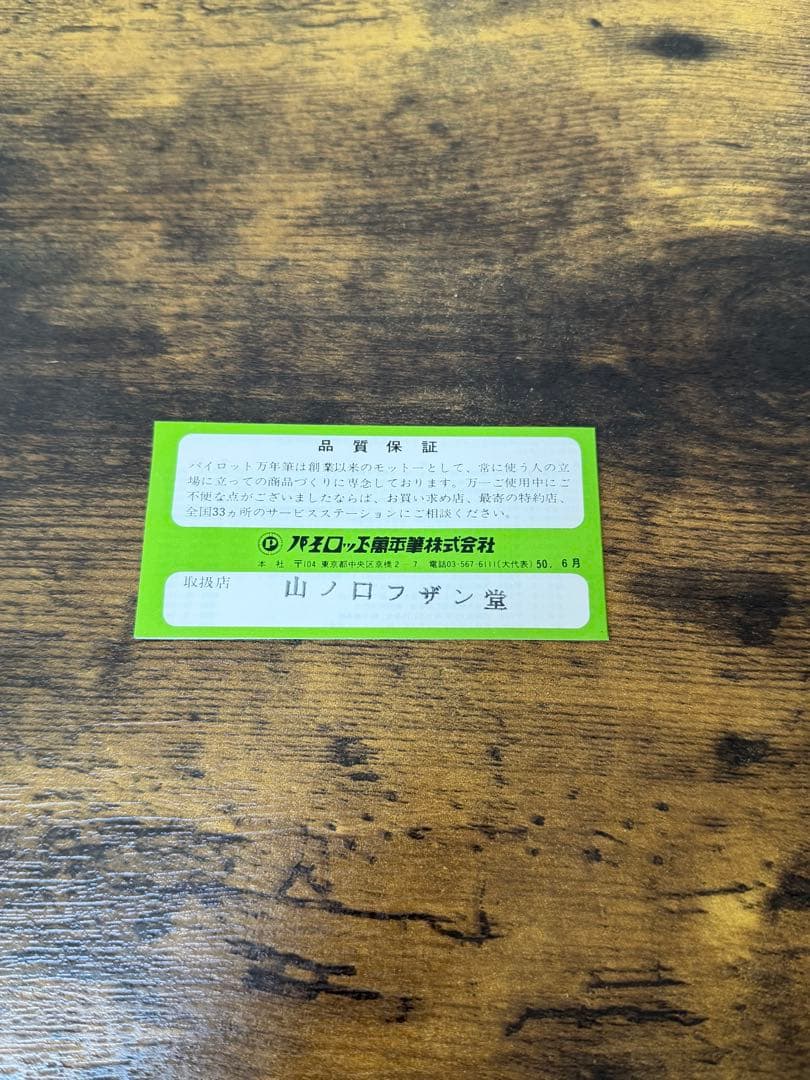 品質保証
パイロット万年筆は創業以来のモットーとして、常に使う人の立
場に立っての商品づくりに専念しております。万一ご使用中にご
不便な点がございましたならば、お買い求め店、最寄の特約店、
全国33ヵ所のサービスステーションにご相談ください。
P パイロット萬年筆株式会社
本社 〒104 東京都中央区京橋2-7 電話03-567-6111(大代表) 50. 6月
取扱店 山ノ口フザン堂